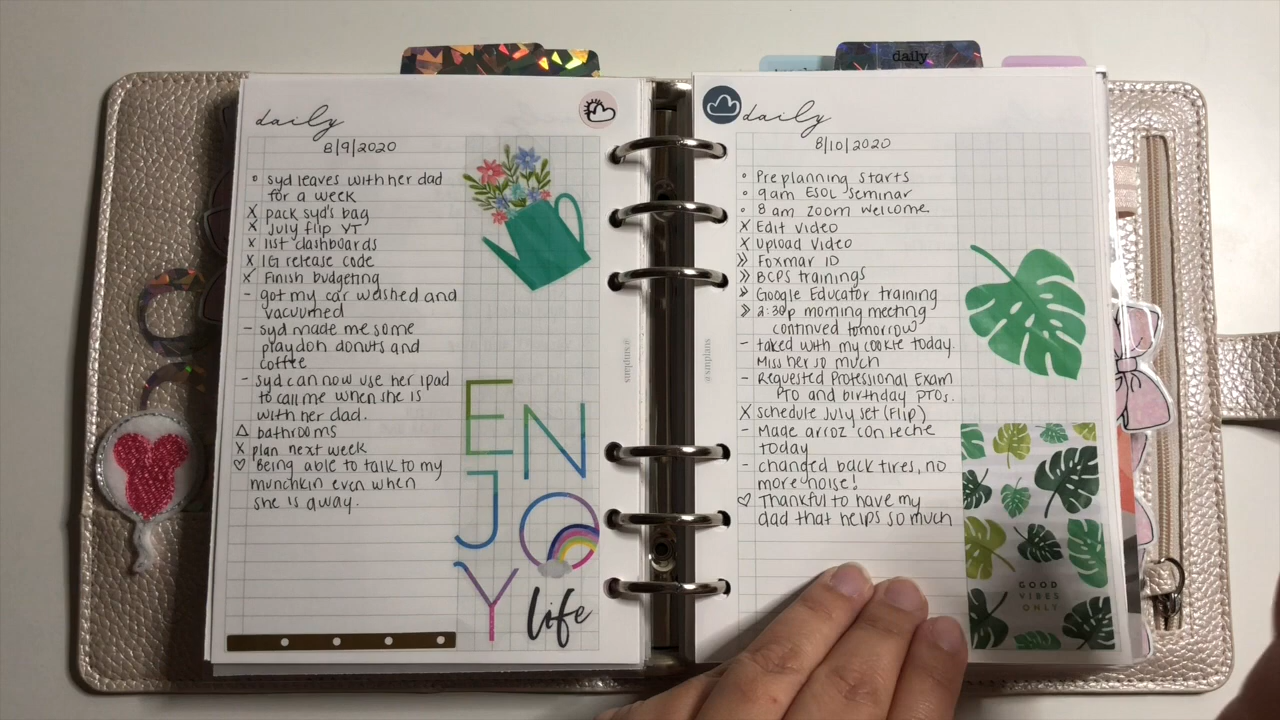 daily
8/9/2020
° syd leaves with her dad
for a week
X pack syd's bag
X July flip YT
X list dashboards
X IG release code
X Finish budgeting
- got my car washed and
vacuumed
- syd made me some
playdoh donuts and
coffee
- syd can now use her ipad
to call me when she is
with her dad.
△ bathrooms
X plan next week
♡ Being able to talk to my
munchkin even when
she is away.
ENJOY
life
daily
daily
8/10/2020
° Pre planning starts
° 9am ESOL seminar
° 8 am zoom welcome
X Edit video
X Upload video
» Foxmar ID
» BCPS trainings
» Google Educator training
» 2:30p morning meeting
contined tomorrow
- talked with my cookie today.
Miss her so much
- Requested Professional Exam
PTO and birthday PTOs.
X schedule July set (Flip)
- Made arroz con leche
today
- changed back tires, no
more noise!
♡ Thankful to have my
dad that helps so much
GOOD
VIBES
ONLY